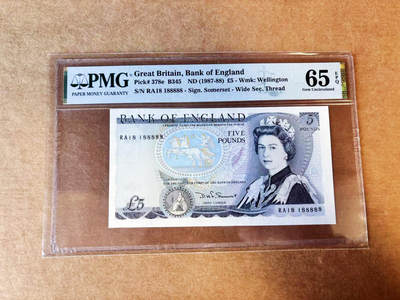 PMG
PAPER MONEY GUARANTY
Great Britain, Bank of England
Pick# 378e B345 ND (1987-88) £5 - Wmk: Wellington
S/N RA18 188888 - Sign. Somerset - Wide Sec. Thread
65 EPQ
Gem Uncirculated
BANK OF ENGLAND
RA18 188888
FIVE
POUNDS
5
POUNDS
£5
RA18 188888